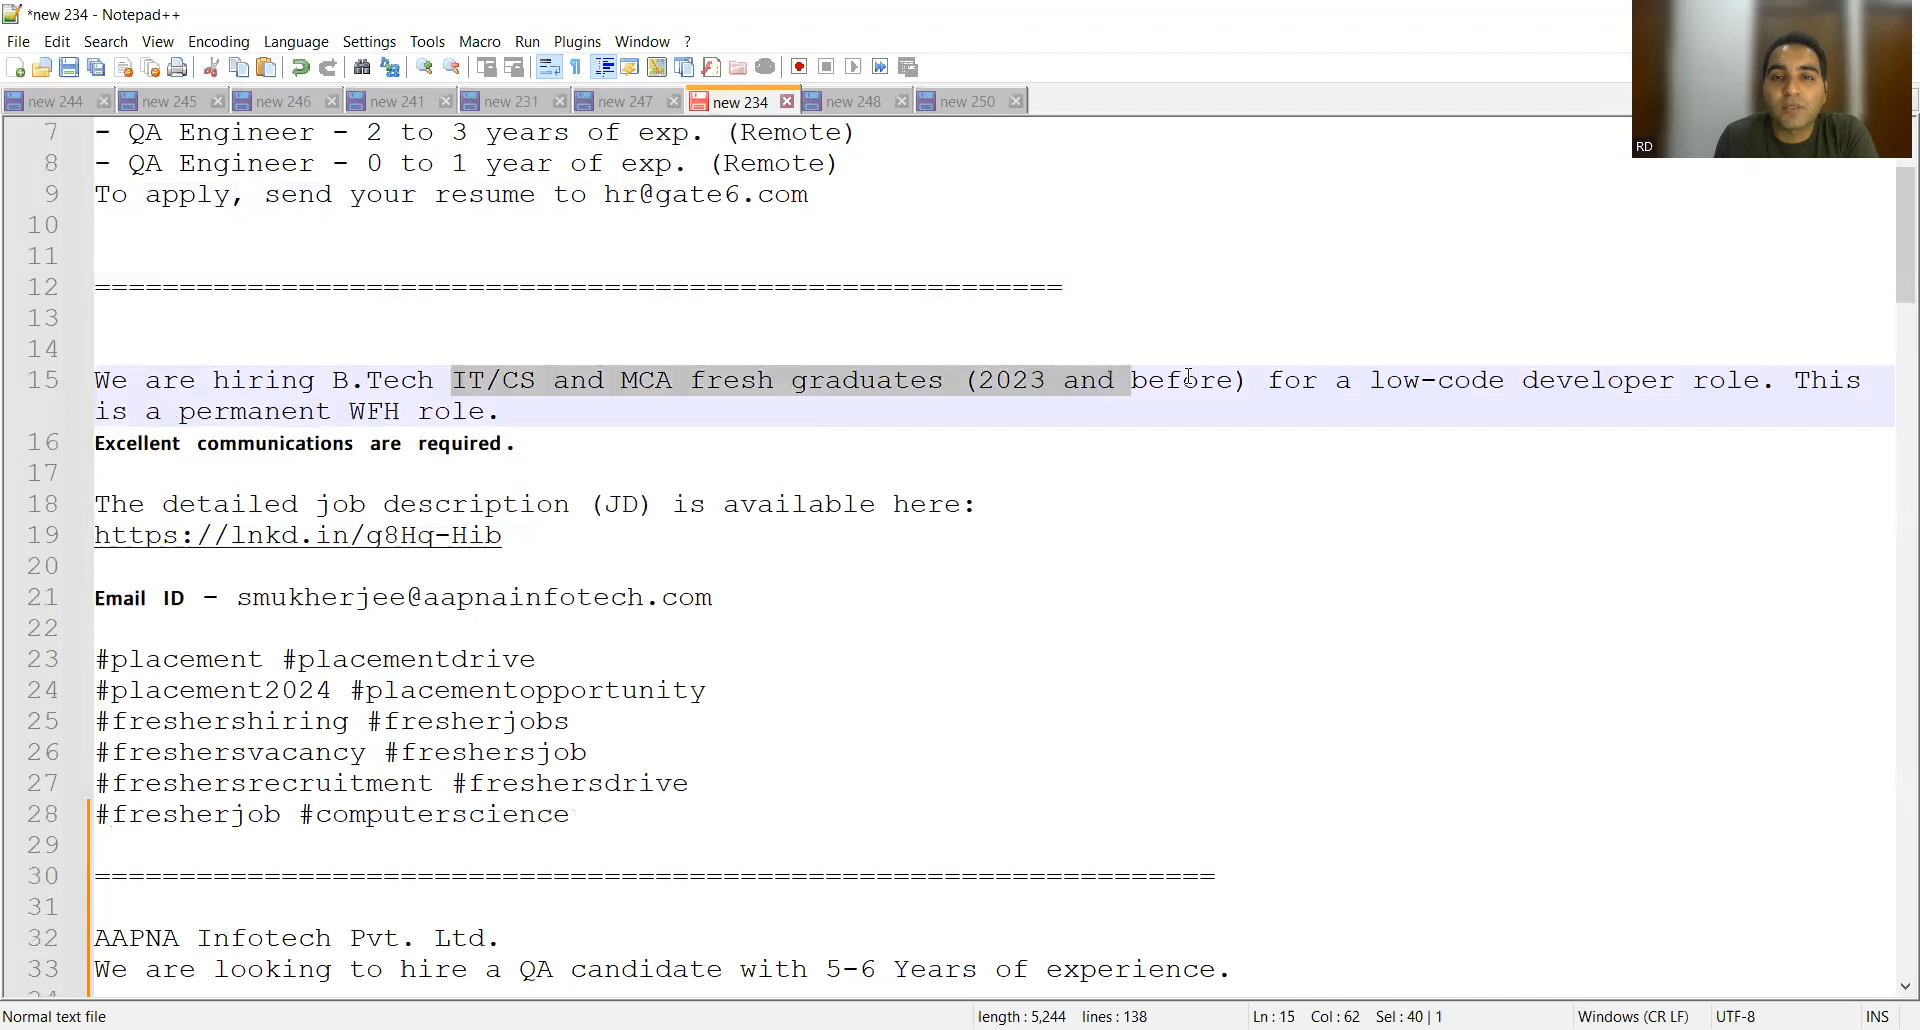 *new 234 - Notepad++
File Edit Search View Encoding Language Settings Tools Macro Run Plugins Window ?
new 244 new 245 new 246 new 241 new 231 new 247 new 234 new 248 new 250
RD
7 - QA Engineer - 2 to 3 years of exp. (Remote)
8 - QA Engineer - 0 to 1 year of exp. (Remote)
9 To apply, send your resume to hr@gate6.com
10
11
12 =========================================================
13
14
15 We are hiring B.Tech IT/CS and MCA fresh graduates (2023 and before) for a low-code developer role. This
is a permanent WFH role.
16 Excellent communications are required.
17
18 The detailed job description (JD) is available here:
19 https://lnkd.in/g8Hq-Hib
20
21 Email ID - smukherjee@aapnainfotech.com
22
23 #placement #placementdrive
24 #placement2024 #placementopportunity
25 #freshershiring #fresherjobs
26 #freshersvacancy #freshersjob
27 #freshersrecruitment #freshersdrive
28 #fresherjob #computerscience
29
30 ==================================================================
31
32 AAPNA Infotech Pvt. Ltd.
33 We are looking to hire a QA candidate with 5-6 Years of experience.
Normal text file length : 5,244 lines : 138 Ln : 15 Col : 62 Sel : 40 | 1 Windows (CR LF) UTF-8 INS